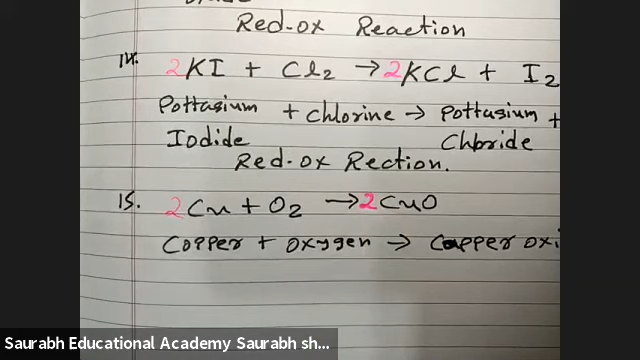 Red-ox Reaction
14. 2KI + Cl₂ → 2KCl + I₂
Pottasium + chlorine → Pottasium +
Iodide Chloride
Red-ox Rection.
15. 2Cu + O₂ → 2CuO
Copper + oxygen → Copper oxi
Saurabh Educational Academy Saurabh sh...